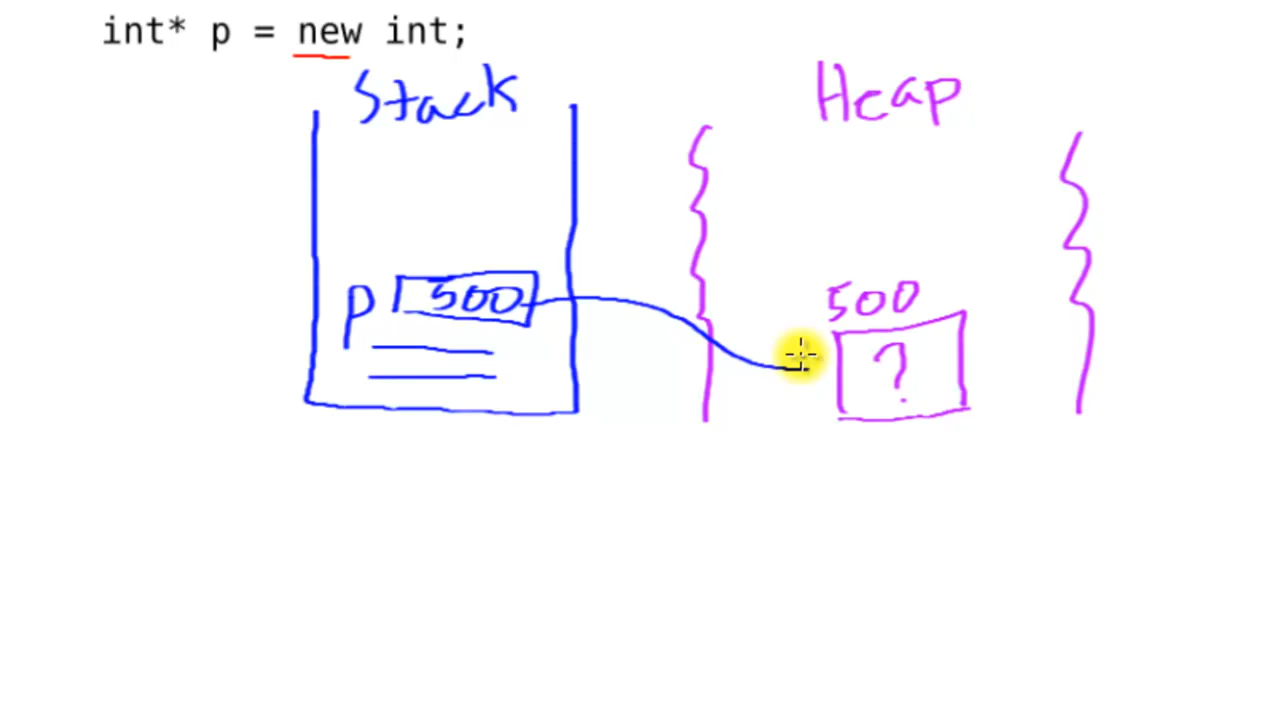 int* p = new int;
Stack Heap
p 500 500
?